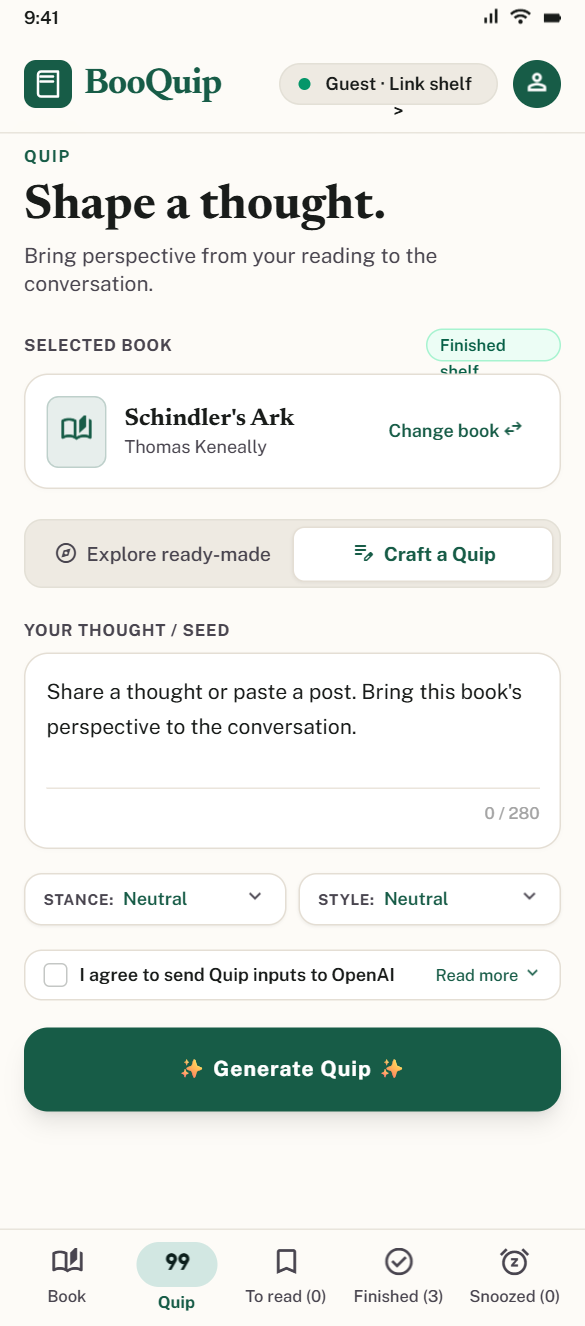 9:41
BooQuip
Guest · Link shelf
>
QUIP
Shape a thought.
Bring perspective from your reading to the
conversation.
SELECTED BOOK
Finished
shelf
Schindler's Ark
Thomas Keneally
Change book
Explore ready-made
Craft a Quip
YOUR THOUGHT / SEED
Share a thought or paste a post. Bring this book's
perspective to the conversation.
0 / 280
STANCE: Neutral
STYLE: Neutral
I agree to send Quip inputs to OpenAI
Read more
✨ Generate Quip ✨
Book
Quip
To read (0)
Finished (3)
Snoozed (0)